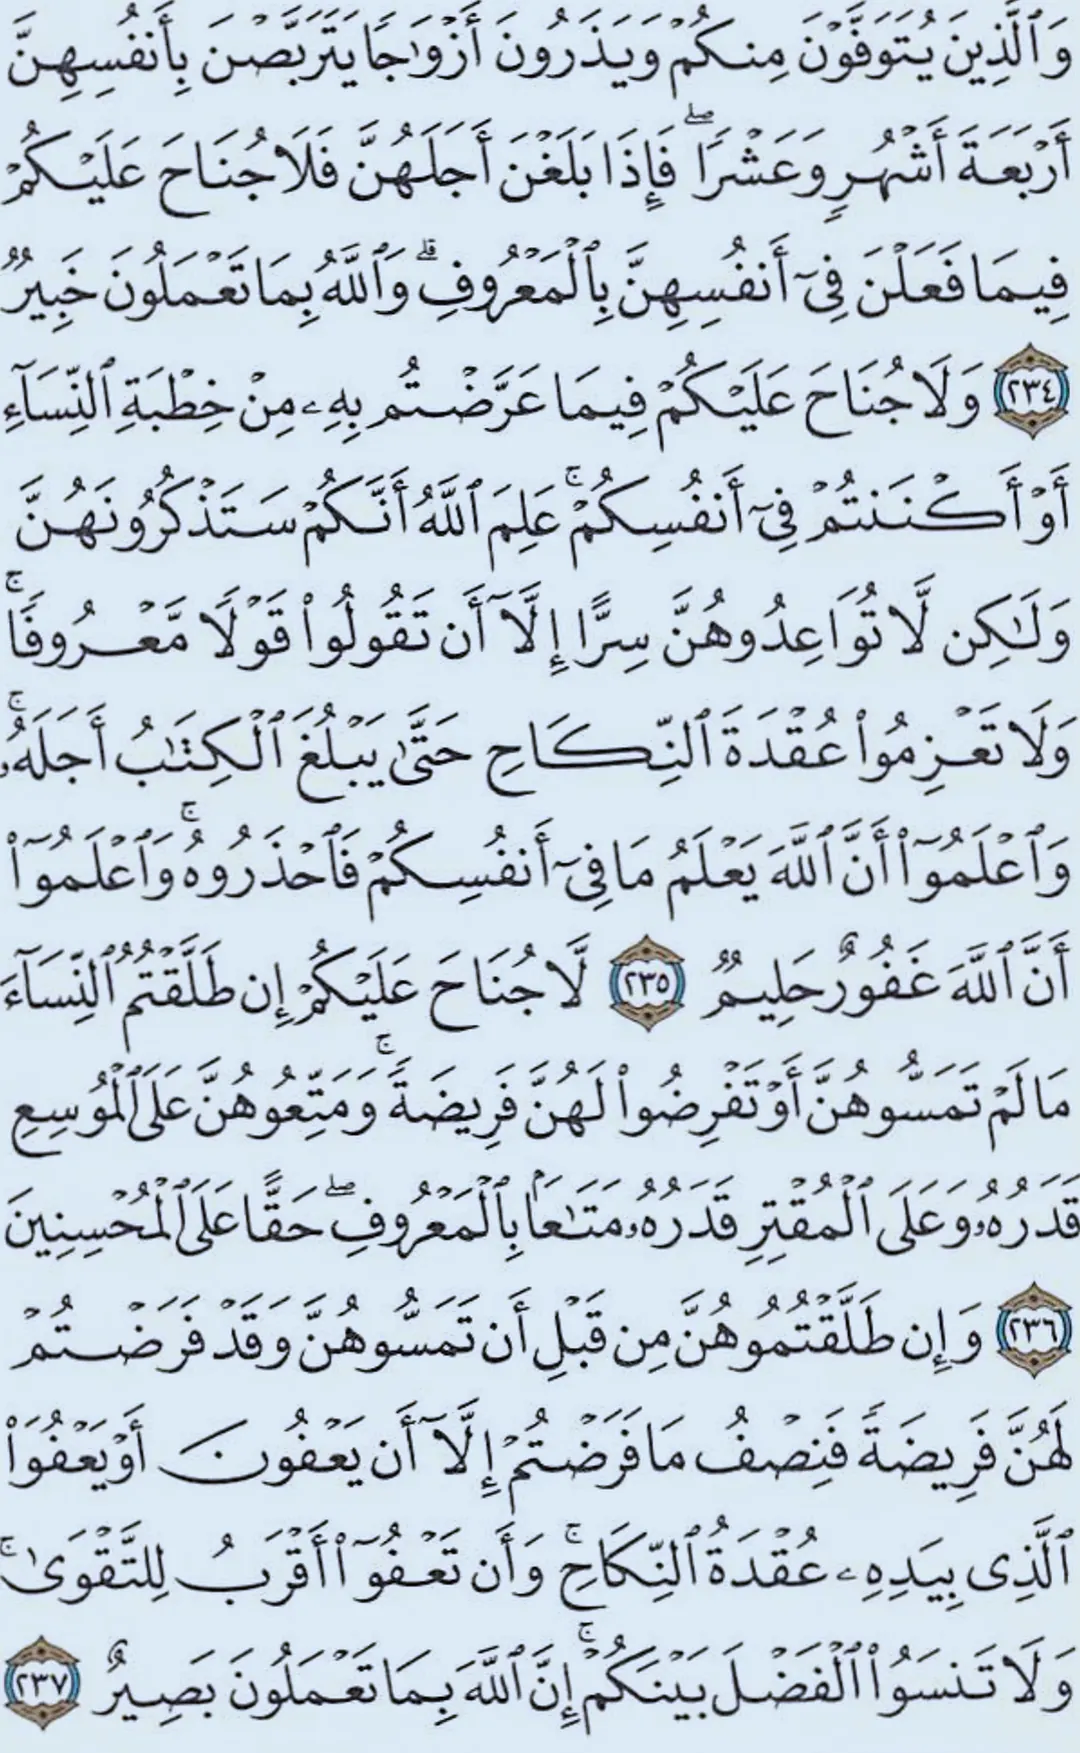 وَٱلَّذِينَ يُتَوَفَّوْنَ مِنكُمْ وَيَذَرُونَ أَزْوَٰجًا يَتَرَبَّصْنَ بِأَنفُسِهِنَّ
أَرْبَعَةَ أَشْهُرٍ وَعَشْرًا ۖ فَإِذَا بَلَغْنَ أَجَلَهُنَّ فَلَا جُنَاحَ عَلَيْكُمْ
فِيمَا فَعَلْنَ فِىٓ أَنفُسِهِنَّ بِٱلْمَعْرُوفِ ۗ وَٱللَّهُ بِمَا تَعْمَلُونَ خَبِيرٌ
٢٣٤ وَلَا جُنَاحَ عَلَيْكُمْ فِيمَا عَرَّضْتُم بِهِۦ مِنْ خِطْبَةِ ٱلنِّسَآءِ
أَوْ أَكْنَنتُمْ فِىٓ أَنفُسِكُمْ ۚ عَلِمَ ٱللَّهُ أَنَّكُمْ سَتَذْكُرُونَهُنَّ
وَلَـٰكِن لَّا تُوَاعِدُوهُنَّ سِرًّا إِلَّآ أَن تَقُولُوا۟ قَوْلًا مَّعْرُوفًا ۚ
وَلَا تَعْزِمُوا۟ عُقْدَةَ ٱلنِّكَاحِ حَتَّىٰ يَبْلُغَ ٱلْكِتَـٰبُ أَجَلَهُۥ ۚ
وَٱعْلَمُوٓا۟ أَنَّ ٱللَّهَ يَعْلَمُ مَا فِىٓ أَنفُسِكُمْ فَٱحْذَرُوهُ ۚ وَٱعْلَمُوٓا۟
أَنَّ ٱللَّهَ غَفُورٌ حَلِيمٌ ٢٣٥ لَّا جُنَاحَ عَلَيْكُمْ إِن طَلَّقْتُمُ ٱلنِّسَآءَ
مَا لَمْ تَمَسُّوهُنَّ أَوْ تَفْرِضُوا۟ لَهُنَّ فَرِيضَةً ۚ وَمَتِّعُوهُنَّ عَلَى ٱلْمُوسِعِ
قَدَرُهُۥ وَعَلَى ٱلْمُقْتِرِ قَدَرُهُۥ مَتَـٰعًۢا بِٱلْمَعْرُوفِ ۖ حَقًّا عَلَى ٱلْمُحْسِنِينَ
٢٣٦ وَإِن طَلَّقْتُمُوهُنَّ مِن قَبْلِ أَن تَمَسُّوهُنَّ وَقَدْ فَرَضْتُمْ
لَهُنَّ فَرِيضَةً فَنِصْفُ مَا فَرَضْتُمْ إِلَّآ أَن يَعْفُونَ أَوْ يَعْفُوَا۟
ٱلَّذِى بِيَدِهِۦ عُقْدَةُ ٱلنِّكَاحِ ۚ وَأَن تَعْفُوٓا۟ أَقْرَبُ لِلتَّقْوَىٰ ۚ
وَلَا تَنسَوُا۟ ٱلْفَضْلَ بَيْنَكُمْ ۚ إِنَّ ٱللَّهَ بِمَا تَعْمَلُونَ بَصِيرٌ ٢٣٧